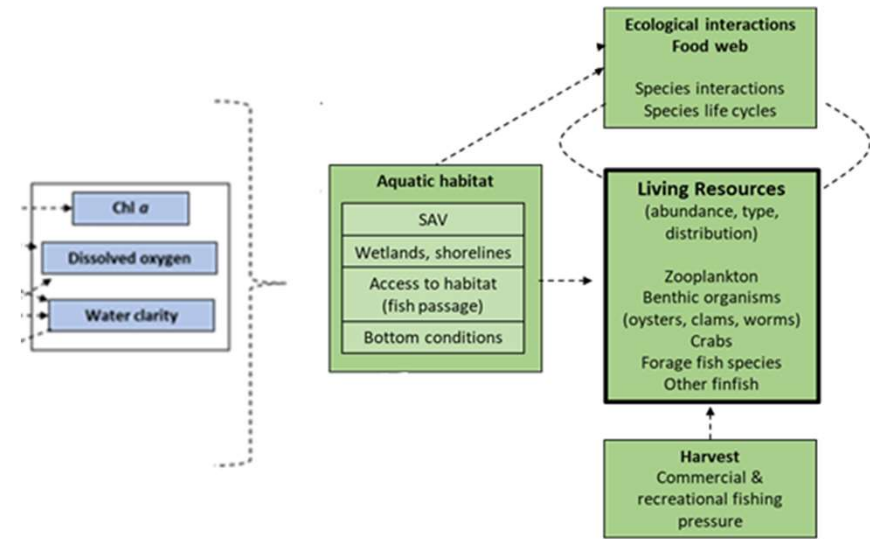 Chl a
Dissolved oxygen
Water clarity
Aquatic habitat
SAV
Wetlands, shorelines
Access to habitat
(fish passage)
Bottom conditions
Ecological interactions
Food web
Species interactions
Species life cycles
Living Resources
(abundance, type,
distribution)
Zooplankton
Benthic organisms
(oysters, clams, worms)
Crabs
Forage fish species
Other finfish
Harvest
Commercial &
recreational fishing
pressure